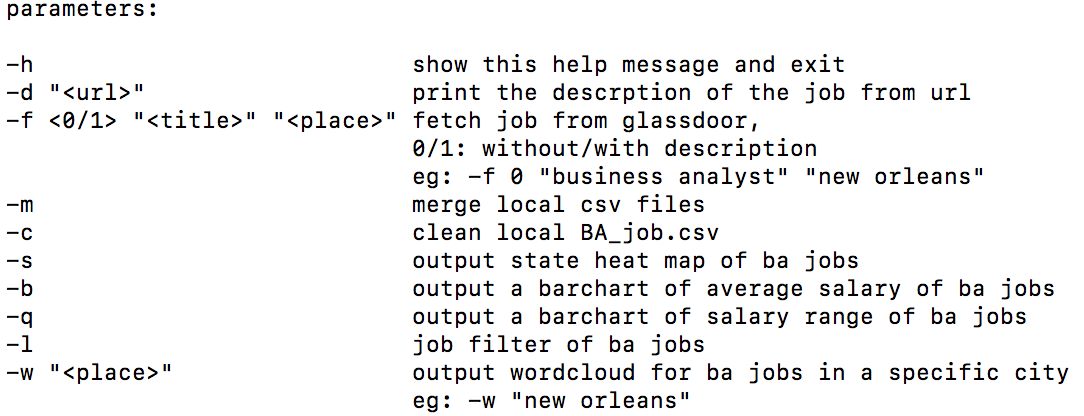 parameters:
-h show this help message and exit
-d "<url>" print the descrption of the job from url
-f <0/1> "<title>" "<place>" fetch job from glassdoor,
0/1: without/with description
eg: -f 0 "business analyst" "new orleans"
-m merge local csv files
-c clean local BA_job.csv
-s output state heat map of ba jobs
-b output a barchart of average salary of ba jobs
-q output a barchart of salary range of ba jobs
-l job filter of ba jobs
-w "<place>" output wordcloud for ba jobs in a specific city
eg: -w "new orleans"